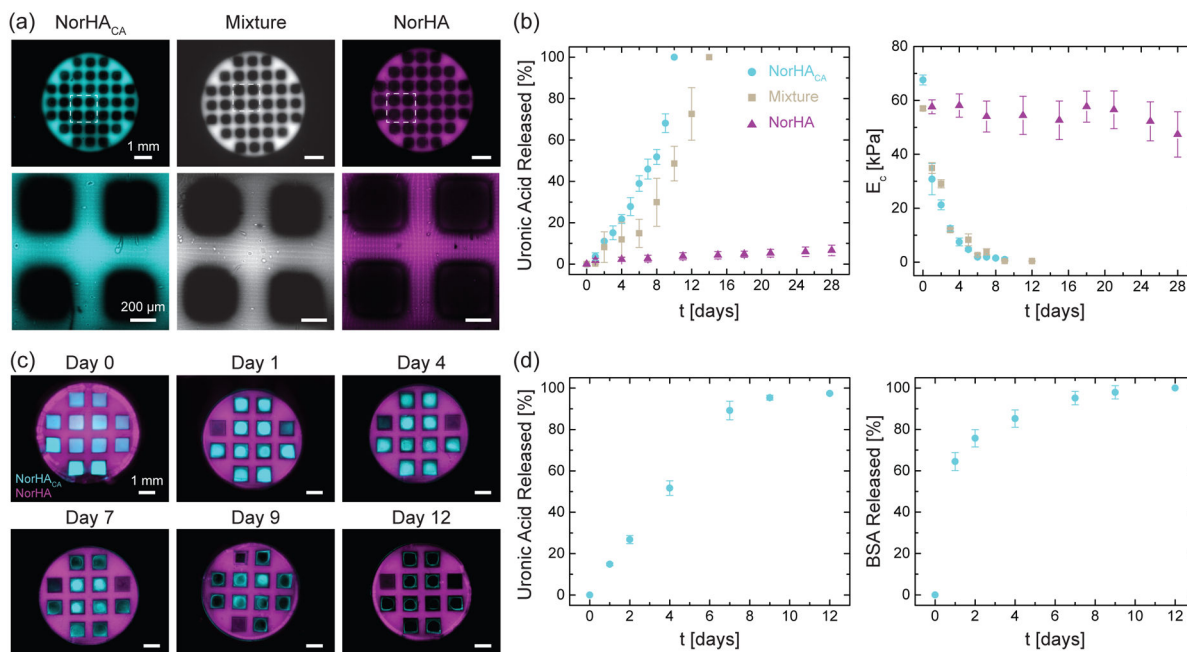 (a)
NorHACA
Mixture
NorHA
1 mm
200 µm
(b)
Uronic Acid Released [%]
100
80
60
40
20
0
NorHACA
Mixture
NorHA
0 4 8 12 16 20 24 28
t [days]
Ec [kPa]
80
60
40
20
0
0 4 8 12 16 20 24 28
t [days]
(c)
Day 0
Day 1
Day 4
NorHACA
NorHA
1 mm
Day 7
Day 9
Day 12
(d)
Uronic Acid Released [%]
100
80
60
40
20
0
0 2 4 6 8 10 12
t [days]
BSA Released [%]
100
80
60
40
20
0
0 2 4 6 8 10 12
t [days]